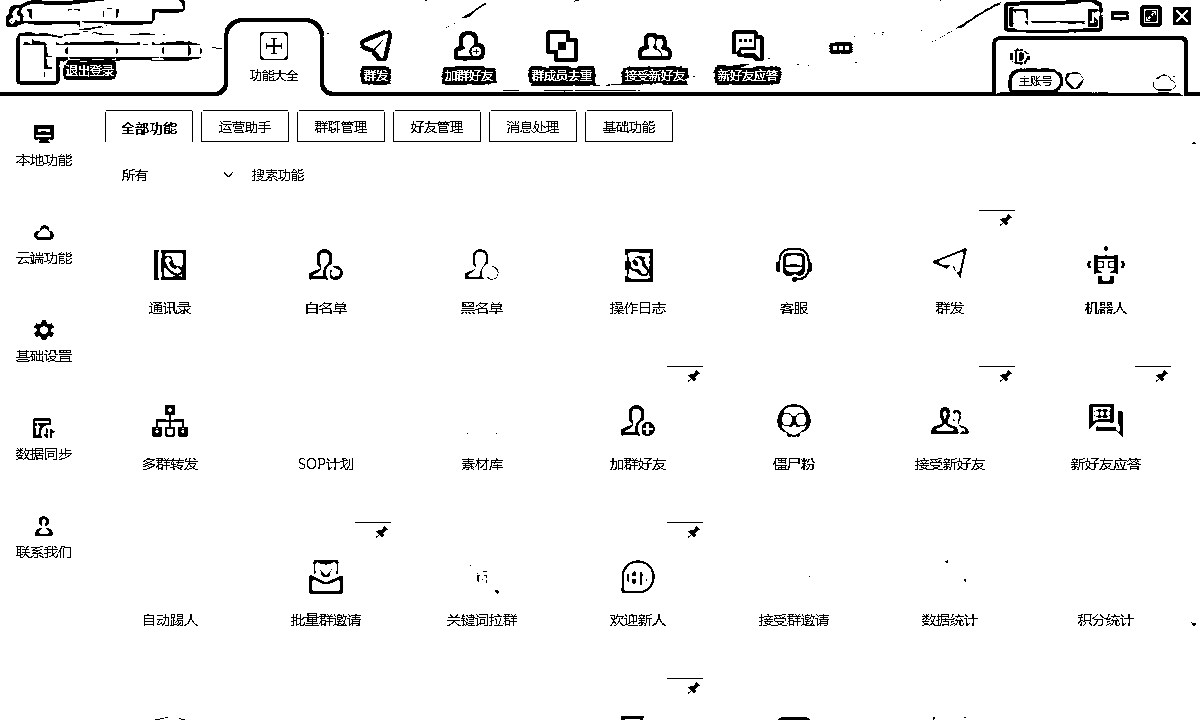 退出登录
功能大全
群发
加群好友
群成员去重
接受新好友
新好友应答
主账号
全部功能
运营助手
群聊管理
好友管理
消息处理
基础功能
所有
搜索功能
本地功能
云端功能
基础设置
数据同步
联系我们
通讯录
白名单
黑名单
操作日志
客服
群发
机器人
多群转发
SOP计划
素材库
加群好友
僵尸粉
接受新好友
新好友应答
自动踢人
批量群邀请
关键词拉群
欢迎新人
接受群邀请
数据统计
积分统计